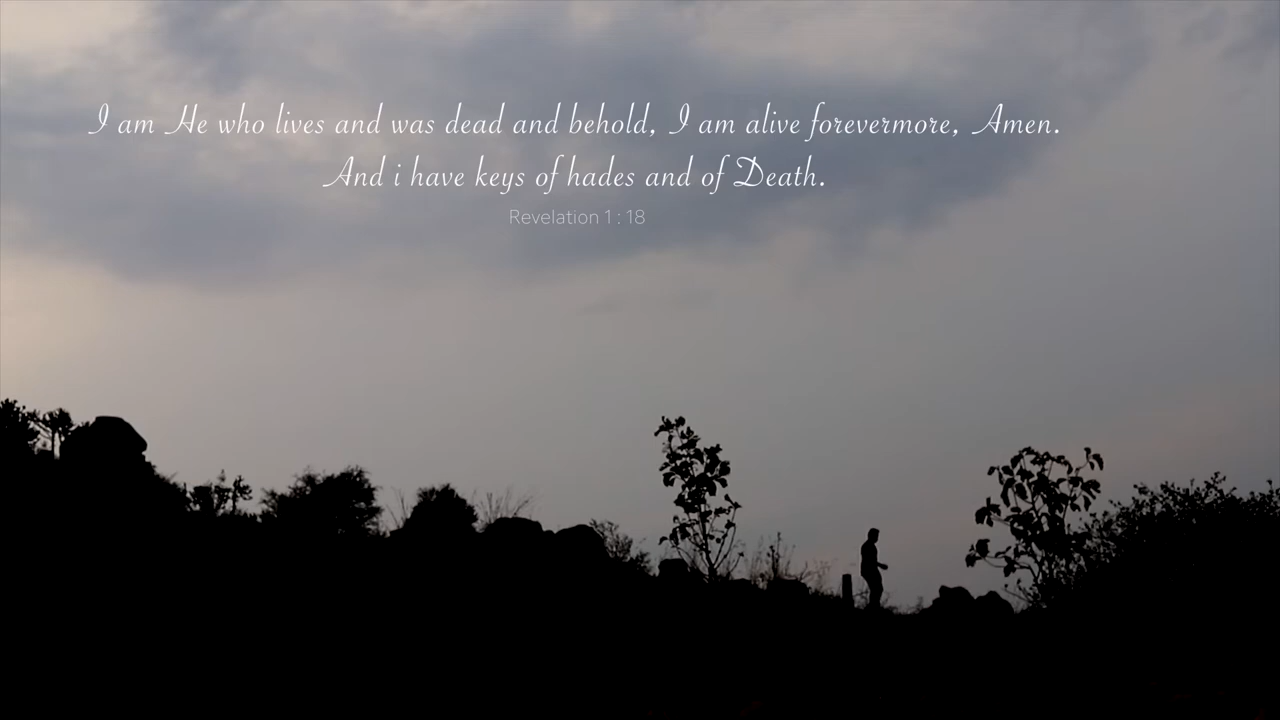 I am He who lives and was dead and behold, I am alive forevermore, Amen.
And i have keys of hades and of Death.
Revelation 1 : 18